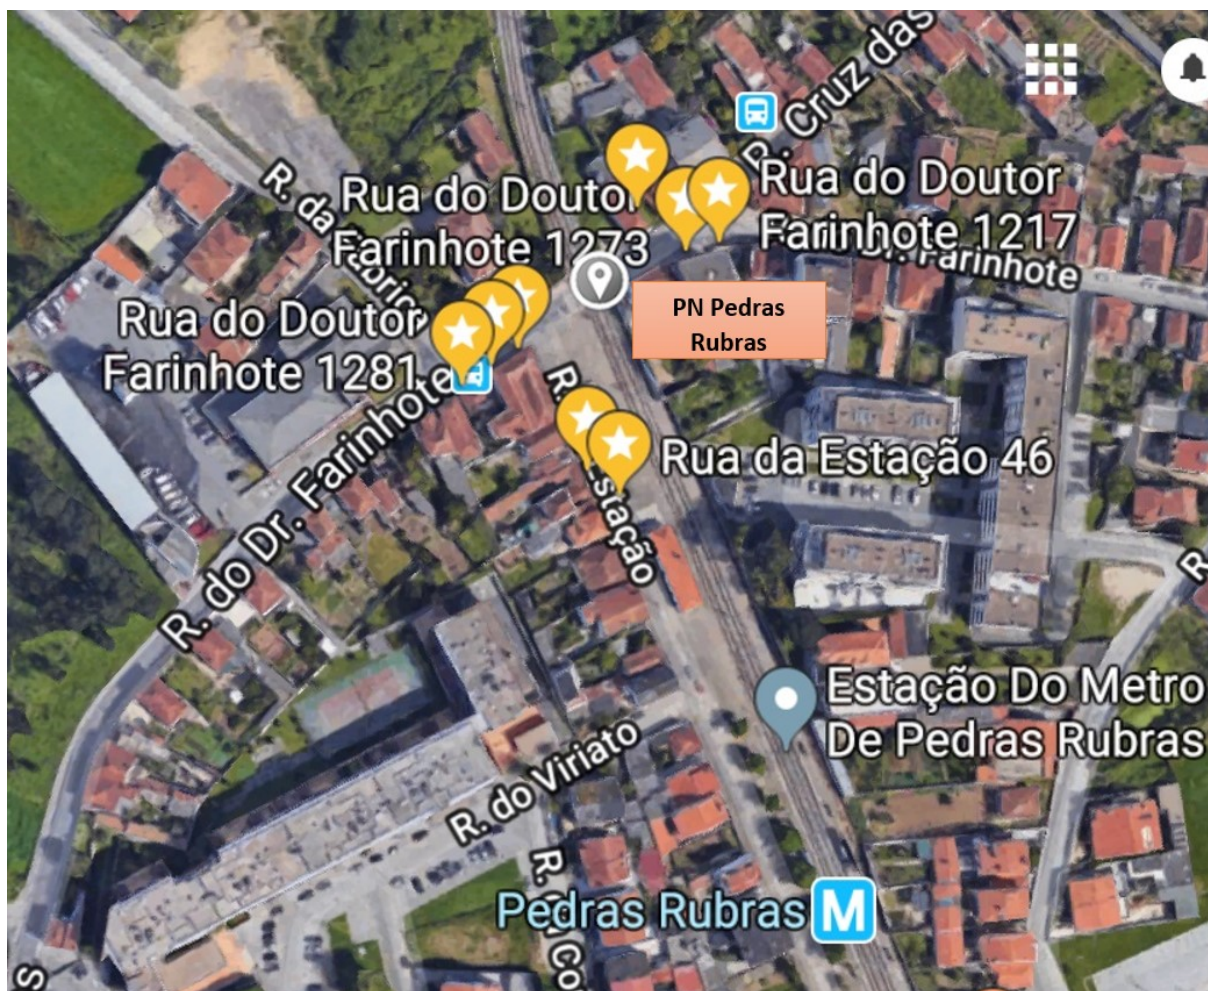 R. Cruz das
R. da
Fábrica
Rua do Doutor
Farinhote 1273
Rua do Doutor
Farinhote 1217
Dr. Farinhote
PN Pedras
Rubras
Rua do Doutor
Farinhote 1281
R. do Dr. Farinhote
R.
Estação
Rua da Estação 46
R
Estação Do Metro
De Pedras Rubras
R. do Viriato
R.
Co
Pedras Rubras M
S